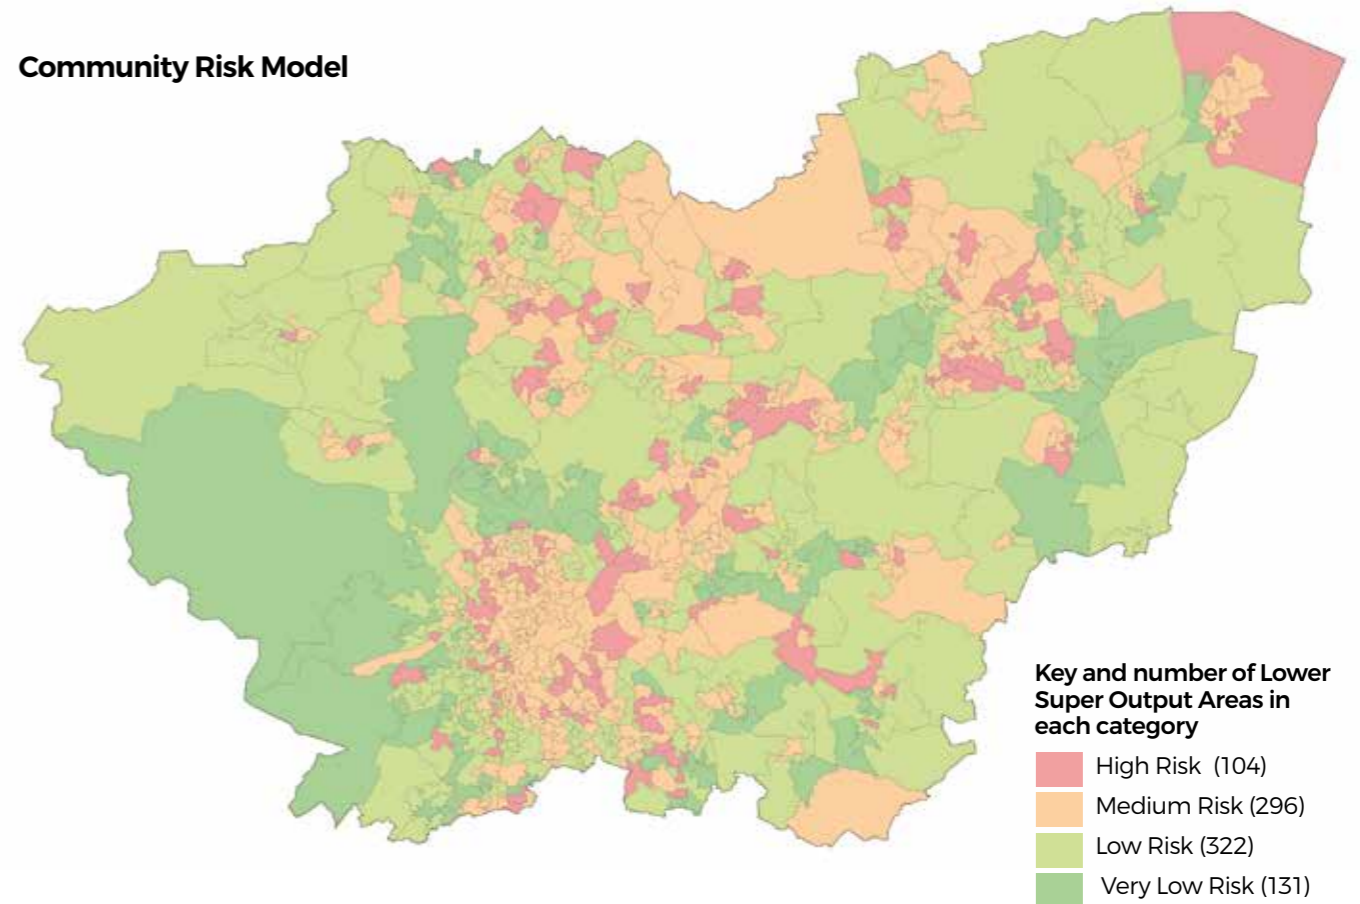 Community Risk Model
Key and number of Lower
Super Output Areas in
each category
High Risk (104)
Medium Risk (296)
Low Risk (322)
Very Low Risk (131)